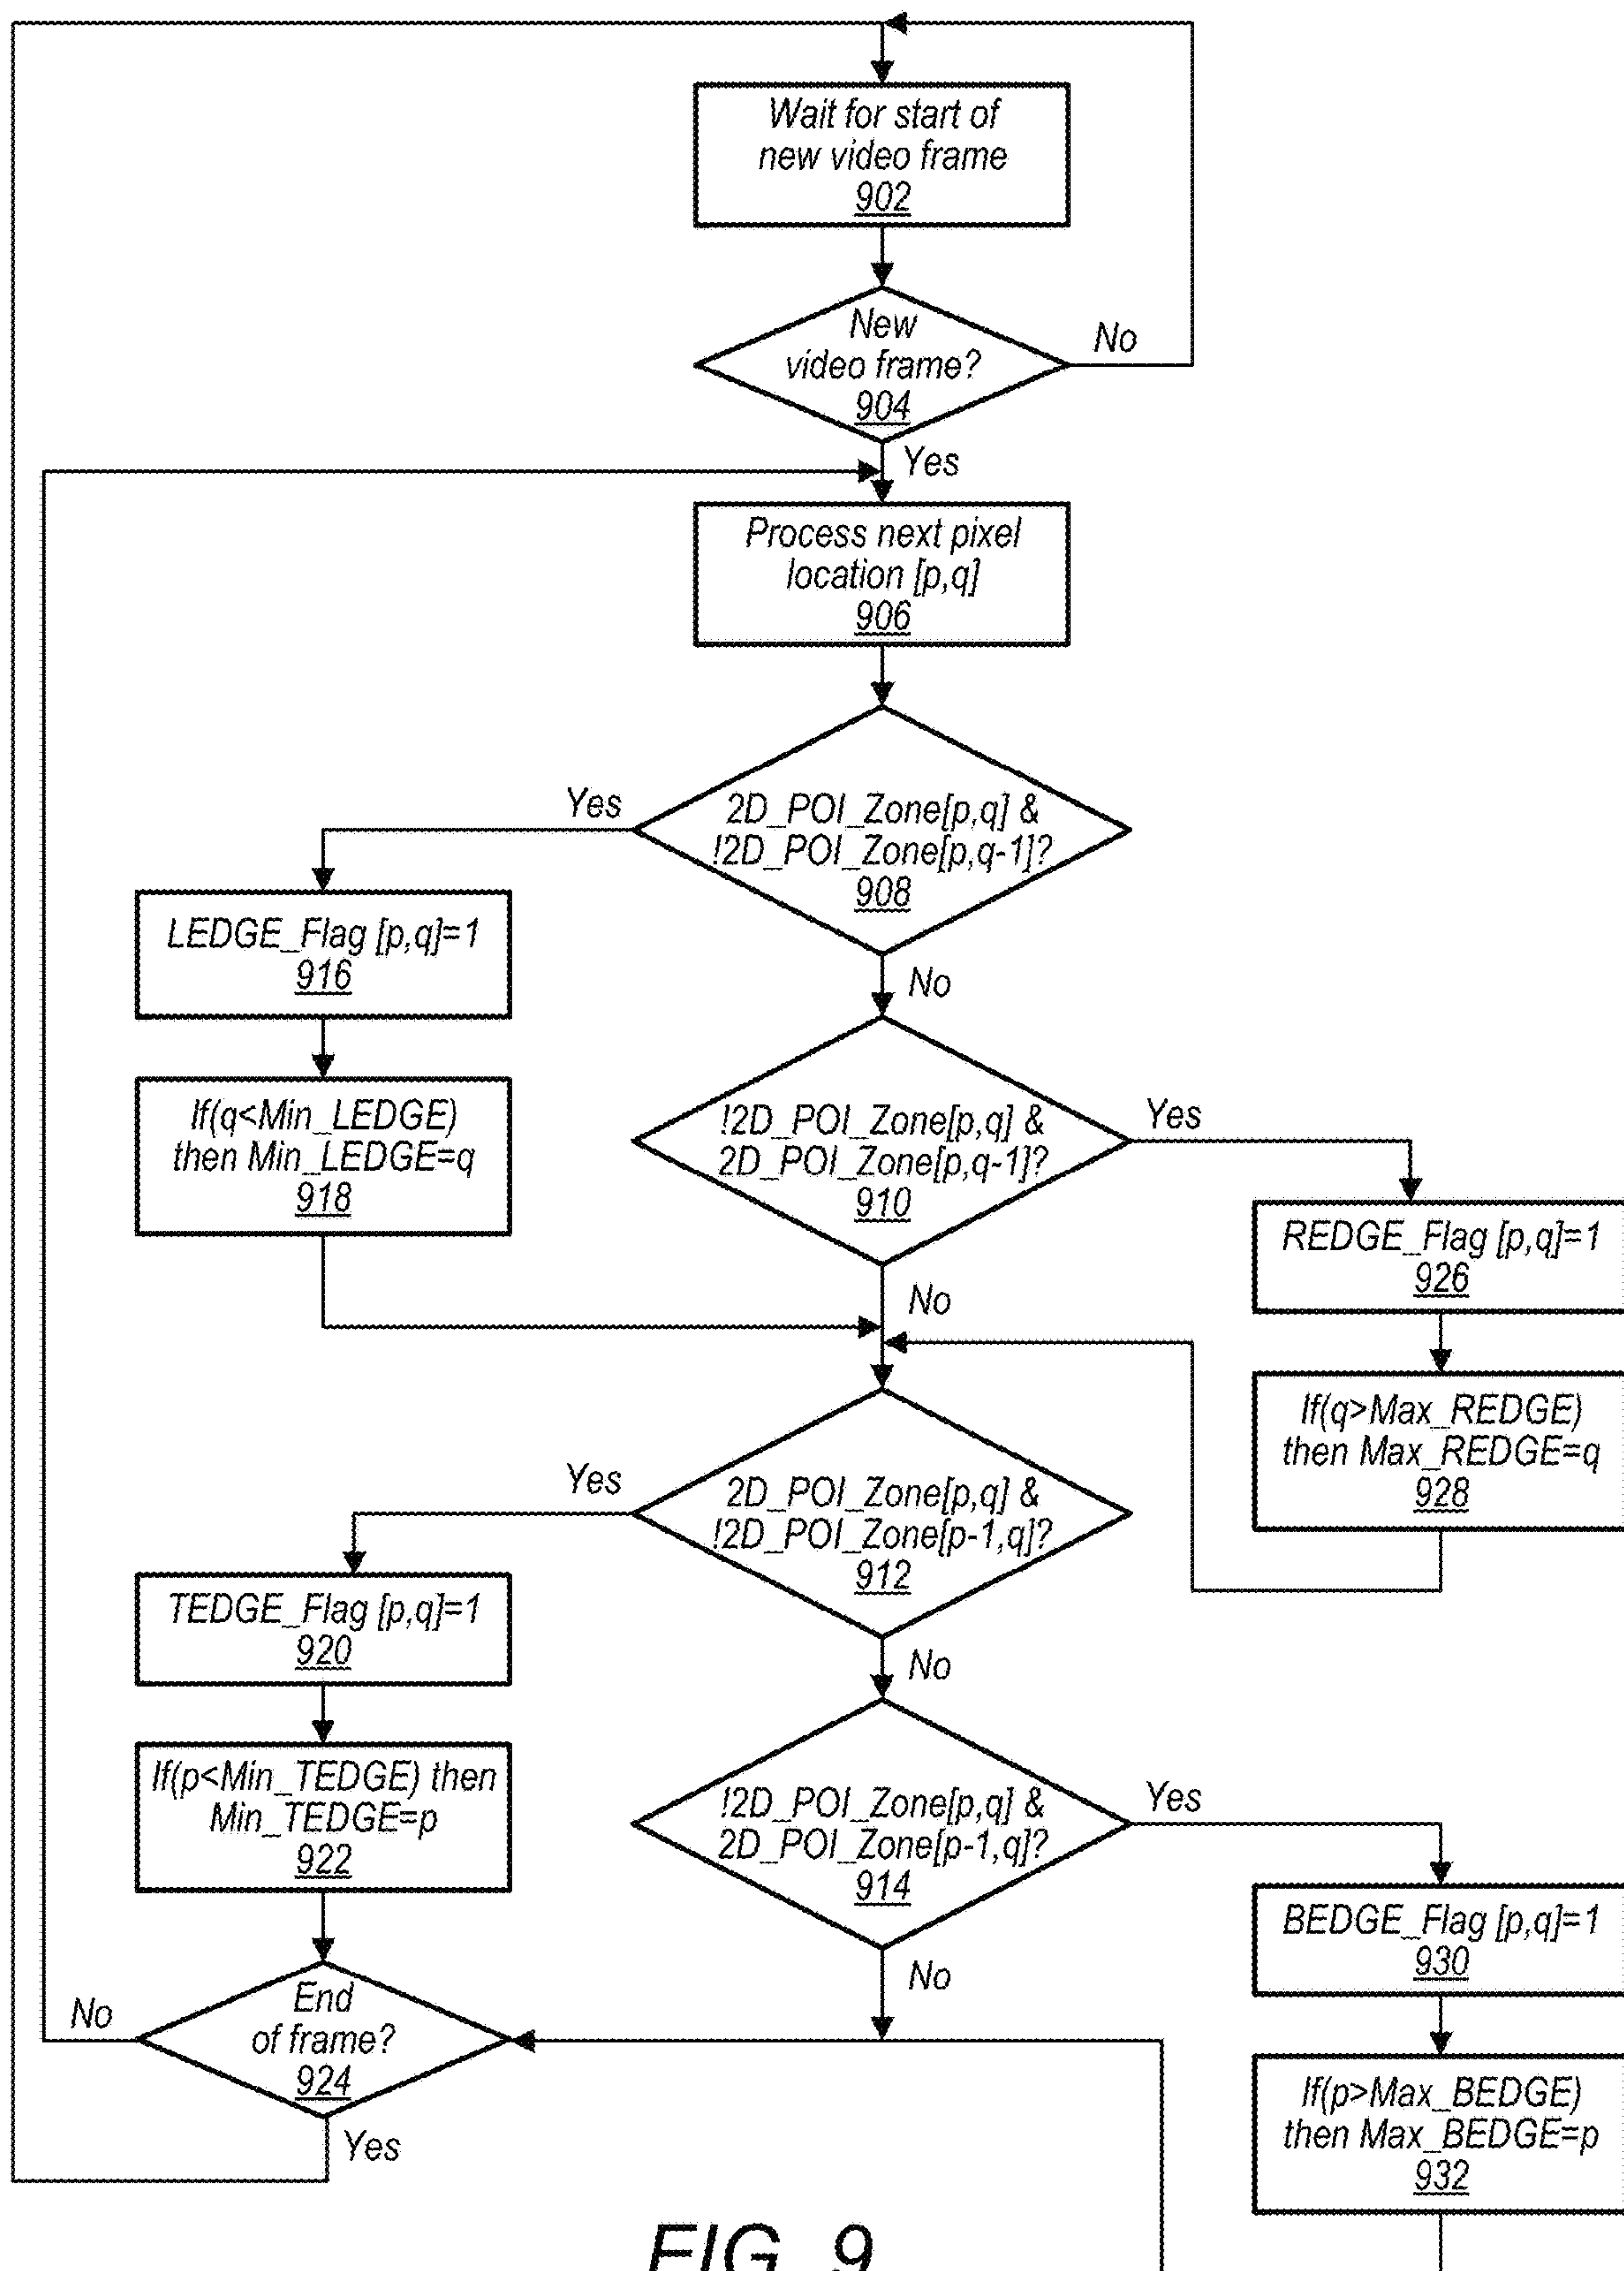 Wait for start of
new video frame
902
New
video frame?
904
No
Yes
Process next pixel
location [p,q]
906
Yes
2D_POI_Zone[p,q] &
!2D_POI_Zone[p,q-1]?
908
LEDGE_Flag [p,q]=1
916
No
If(q<Min_LEDGE)
then Min_LEDGE=q
918
!2D_POI_Zone[p,q] &
2D_POI_Zone[p,q-1]?
910
Yes
REDGE_Flag [p,q]=1
926
No
If(q>Max_REDGE)
then Max_REDGE=q
928
Yes
2D_POI_Zone[p,q] &
!2D_POI_Zone[p-1,q]?
912
TEDGE_Flag [p,q]=1
920
No
If(p<Min_TEDGE) then
Min_TEDGE=p
922
!2D_POI_Zone[p,q] &
2D_POI_Zone[p-1,q]?
914
Yes
BEDGE_Flag [p,q]=1
930
No
End
of frame?
924
No
Yes
If(p>Max_BEDGE)
then Max_BEDGE=p
932
FIG. 9